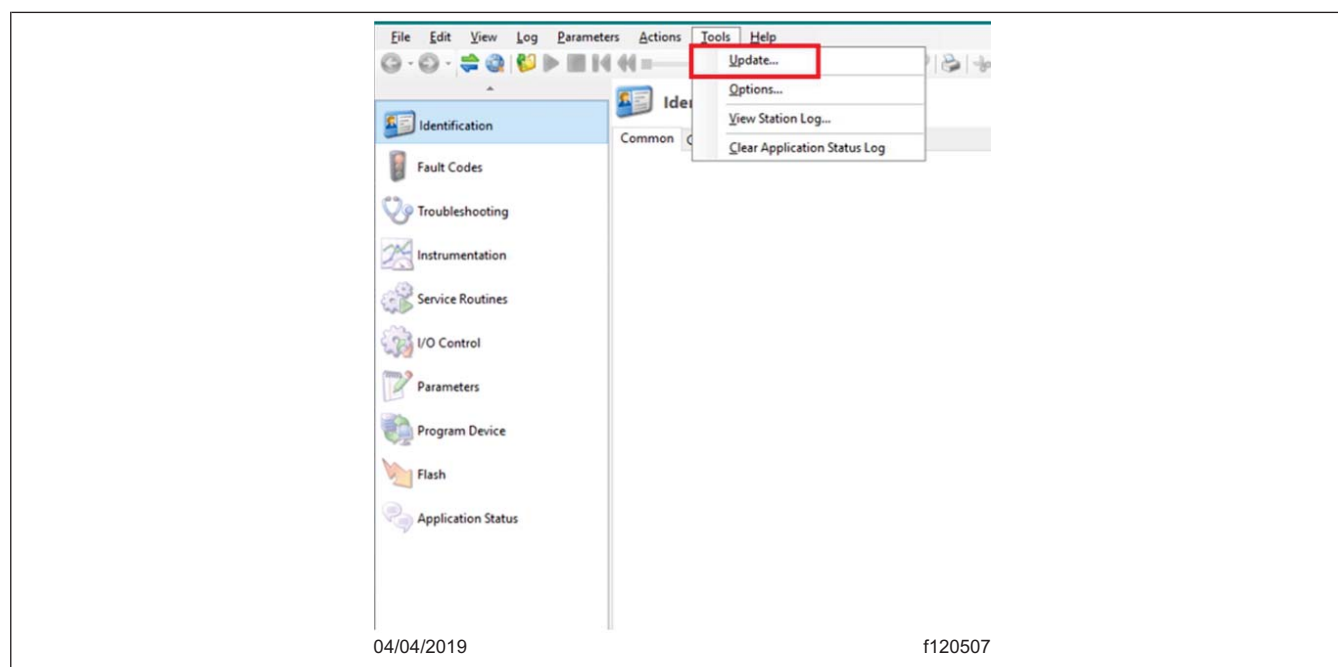 File Edit View Log Parameters Actions Tools Help
Update...
Options...
View Station Log...
Clear Application Status Log
Identification
Common
Fault Codes
Troubleshooting
Instrumentation
Service Routines
I/O Control
Parameters
Program Device
Flash
Application Status
04/04/2019 f120507